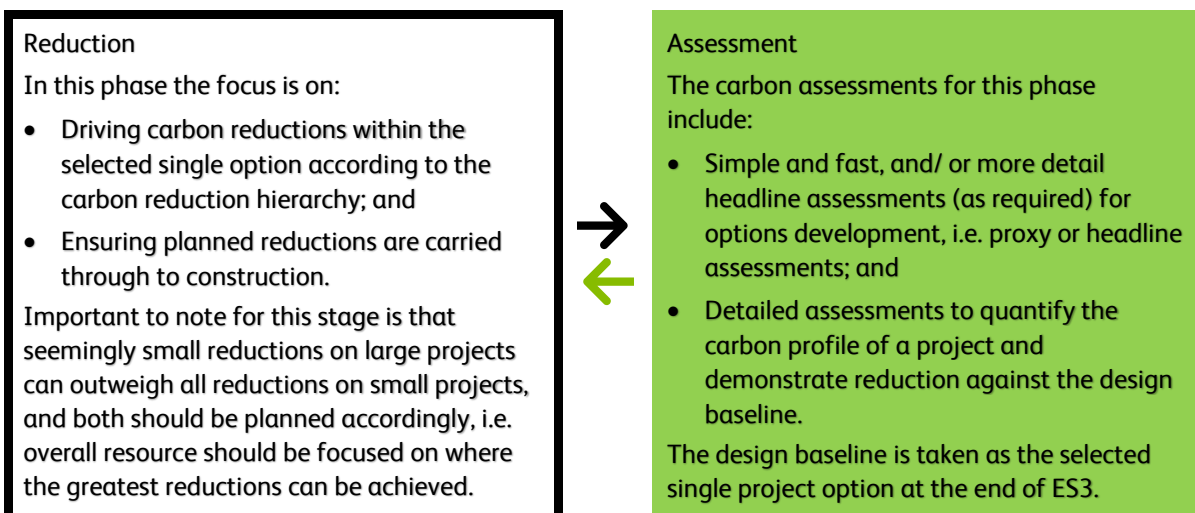 Reduction
In this phase the focus is on:
• Driving carbon reductions within the
selected single option according to the
carbon reduction hierarchy; and
• Ensuring planned reductions are carried
through to construction.
Important to note for this stage is that
seemingly small reductions on large projects
can outweigh all reductions on small projects,
and both should be planned accordingly, i.e.
overall resource should be focused on where
the greatest reductions can be achieved.
Assessment
The carbon assessments for this phase
include:
• Simple and fast, and/ or more detail
headline assessments (as required) for
options development, i.e. proxy or headline
assessments; and
• Detailed assessments to quantify the
carbon profile of a project and
demonstrate reduction against the design
baseline.
The design baseline is taken as the selected
single project option at the end of ES3.